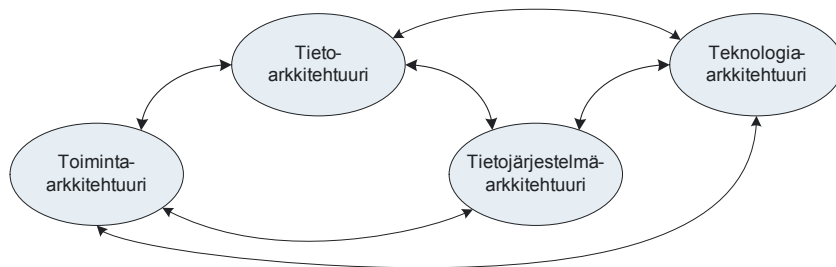 Tieto-
arkkitehtuuri
Teknologia-
arkkitehtuuri
Toiminta-
arkkitehtuuri
Tietojärjestelmä-
arkkitehtuuri